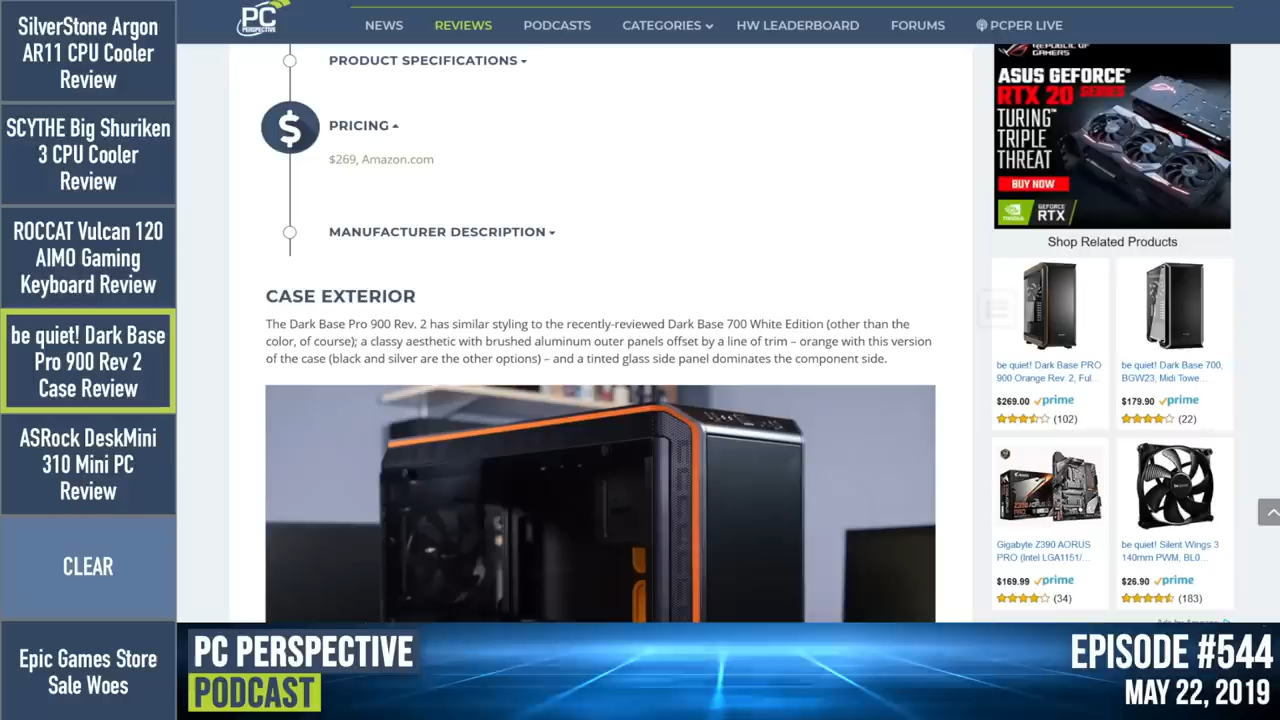 SilverStone Argon
AR11 CPU Cooler
Review
SCYTHE Big Shuriken
3 CPU Cooler
Review
ROCCAT Vulcan 120
AIMO Gaming
Keyboard Review
be quiet! Dark Base
Pro 900 Rev 2
Case Review
ASRock DeskMini
310 Mini PC
Review
CLEAR
Epic Games Store
Sale Woes
PC
PERSPECTIVE
NEWS
REVIEWS
PODCASTS
CATEGORIES
HW LEADERBOARD
FORUMS
PCPER LIVE
PRODUCT SPECIFICATIONS
$
PRICING
$269, Amazon.com
MANUFACTURER DESCRIPTION
CASE EXTERIOR
The Dark Base Pro 900 Rev. 2 has similar styling to the recently-reviewed Dark Base 700 White Edition (other than the
color, of course); a classy aesthetic with brushed aluminum outer panels offset by a line of trim – orange with this version
of the case (black and silver are the other options) – and a tinted glass side panel dominates the component side.
REPUBLIC OF
GAMERS
ASUS GEFORCE®
RTX 20 SERIES
TURING™
TRIPLE
THREAT
BUY NOW
NVIDIA
GEFORCE
RTX
Shop Related Products
be quiet! Dark Base PRO
900 Orange Rev. 2, Ful...
$269.00 prime
(102)
be quiet! Dark Base 700,
BGW23, Midi Towe...
$179.90 prime
(22)
Gigabyte Z390 AORUS
PRO (Intel LGA1151/...
$169.99 prime
(34)
be quiet! Silent Wings 3
140mm PWM, BL0...
$26.90 prime
(183)
PC PERSPECTIVE
PODCAST
EPISODE #544
MAY 22, 2019